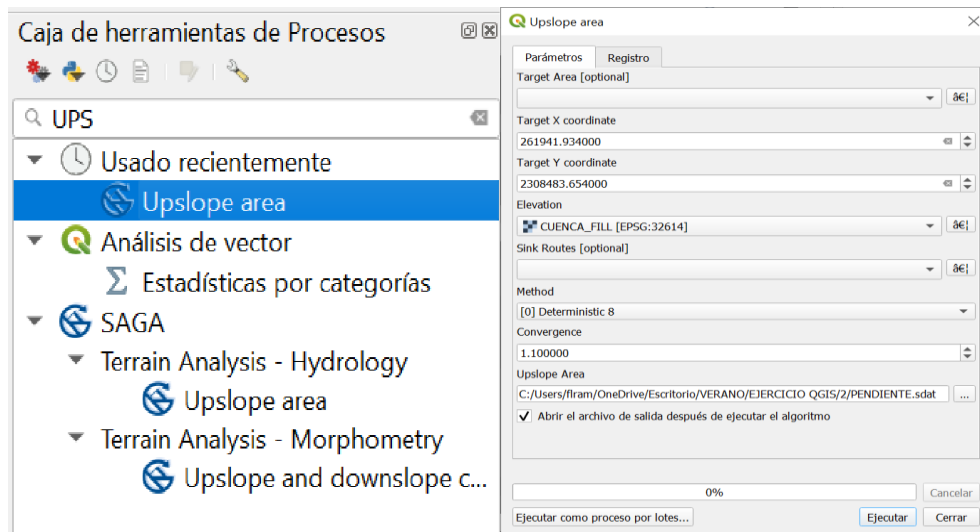 Caja de herramientas de Procesos
UPS
Usado recientemente
Upslope area
Análisis de vector
Estadísticas por categorías
SAGA
Terrain Analysis - Hydrology
Upslope area
Terrain Analysis - Morphometry
Upslope and downslope c...
Upslope area
Parámetros Registro
Target Area [optional]
â€¦
Target X coordinate
261941.934000
Target Y coordinate
2308483.654000
Elevation
CUENCA_FILL [EPSG:32614] â€¦
Sink Routes [optional]
â€¦
Method
[0] Deterministic 8
Convergence
1.100000
Upslope Area
C:/Users/flram/OneDrive/Escritorio/VERANO/EJERCICIO QGIS/2/PENDIENTE.sdat ...
Abrir el archivo de salida después de ejecutar el algoritmo
0% Cancelar
Ejecutar como proceso por lotes... Ejecutar Cerrar